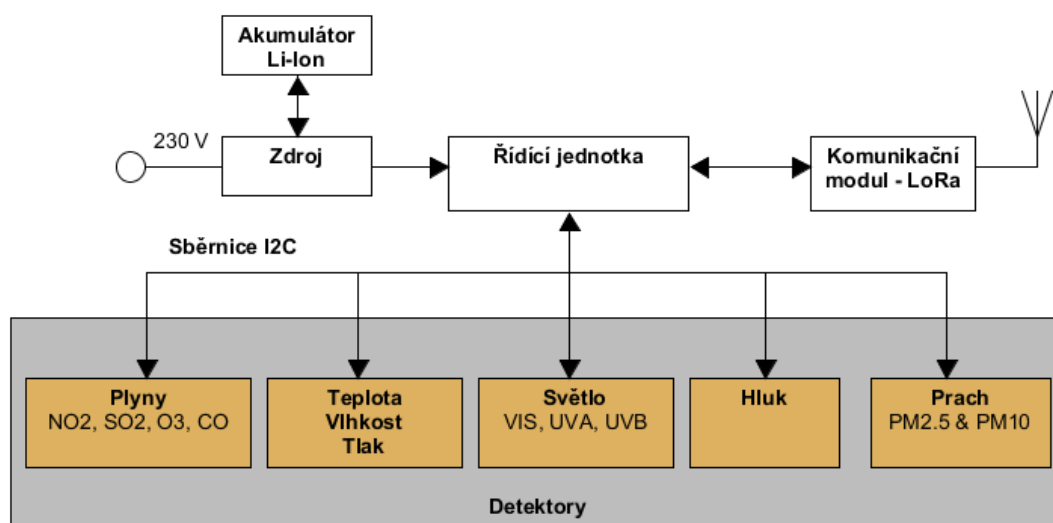 Akumulátor
Li-Ion
230 V
Zdroj
Řídící jednotka
Komunikační
modul - LoRa
Sběrnice I2C
Plyny
NO2, SO2, O3, CO
Teplota
Vlhkost
Tlak
Světlo
VIS, UVA, UVB
Hluk
Prach
PM2.5 & PM10
Detektory